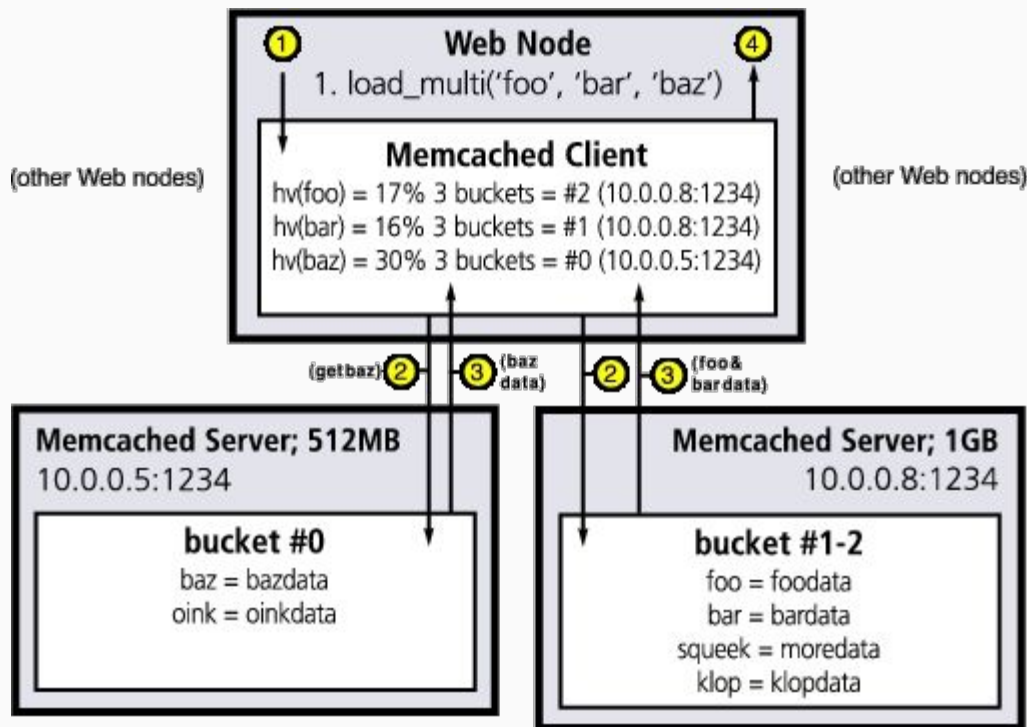 1
Web Node
4
1. load_multi('foo', 'bar', 'baz')
Memcached Client
(other Web nodes)
hv(foo) = 17% 3 buckets = #2 (10.0.0.8:1234)
hv(bar) = 16% 3 buckets = #1 (10.0.0.8:1234)
hv(baz) = 30% 3 buckets = #0 (10.0.0.5:1234)
(other Web nodes)
(get baz)
2
3
(baz
data)
2
3
(foo &
bar data)
Memcached Server; 512MB
10.0.0.5:1234
bucket #0
baz = bazdata
oink = oinkdata
Memcached Server; 1GB
10.0.0.8:1234
bucket #1-2
foo = foodata
bar = bardata
squeek = moredata
klop = klopdata